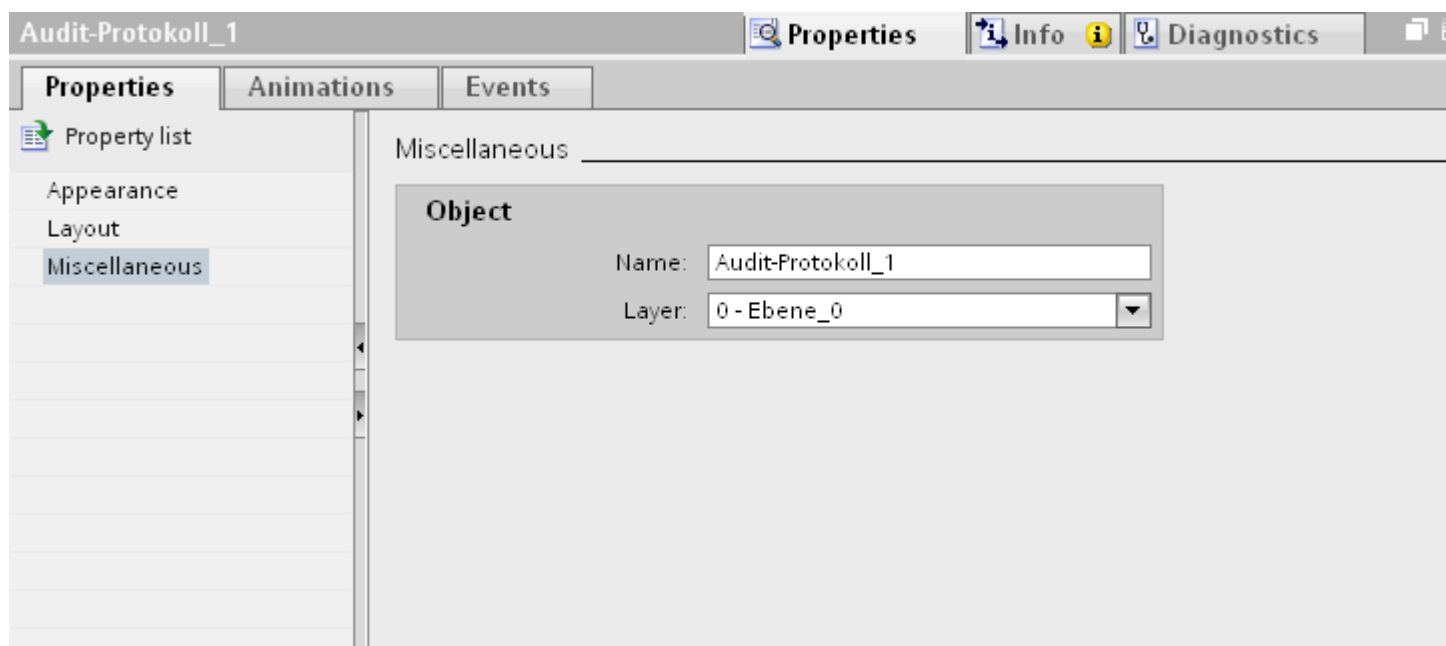 Audit-Protokoll_1
Properties Info Diagnostics
Properties Animations Events
Property list
Appearance
Layout
Miscellaneous
Miscellaneous
Object
Name: Audit-Protokoll_1
Layer: 0 - Ebene_0